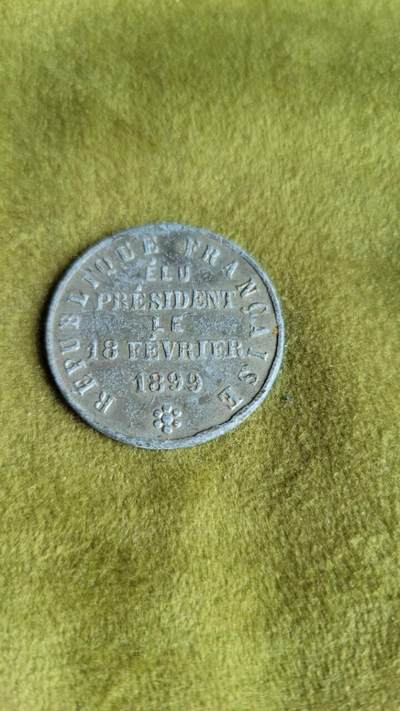 REPUBLIQUE FRANÇAISE
ÉLU
PRÉSIDENT
LE
18 FÉVRIER
1899